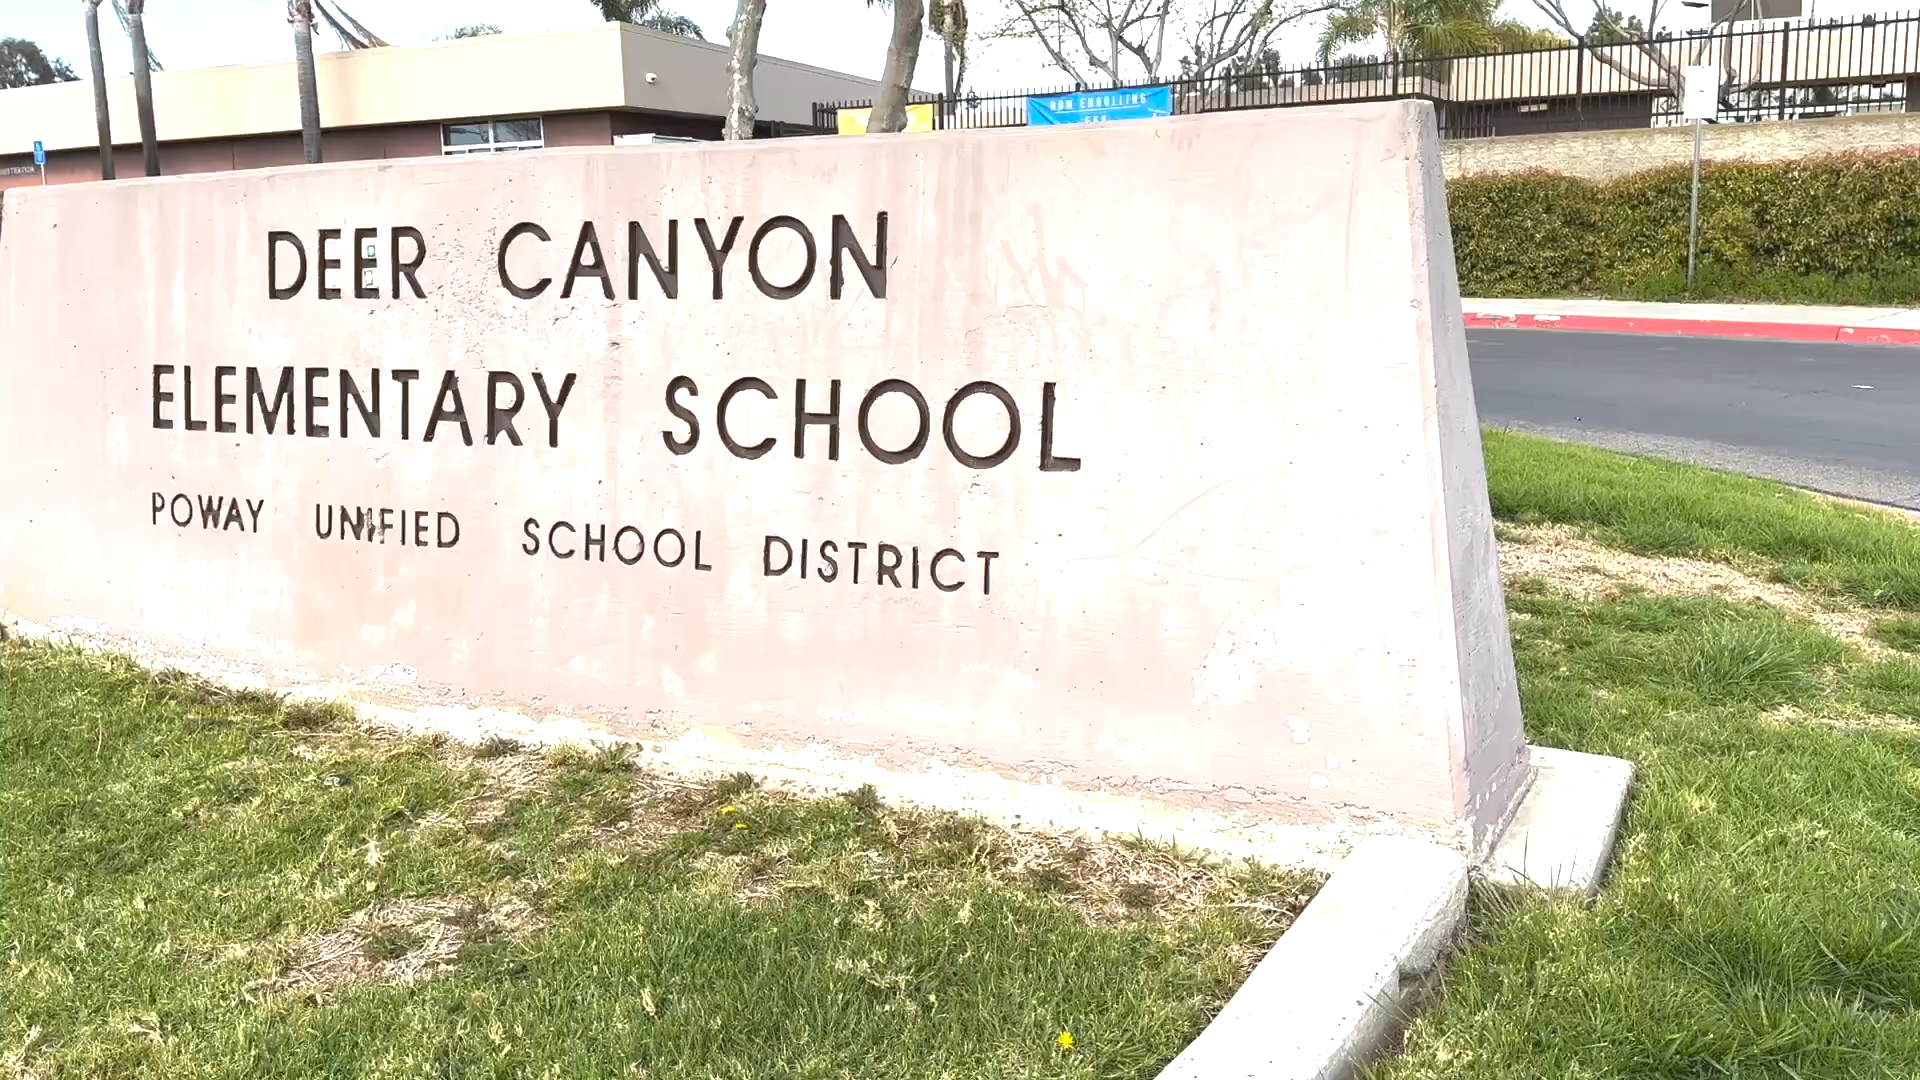 NOW ENROLLING
DEER CANYON
ELEMENTARY SCHOOL
POWAY UNIFIED SCHOOL DISTRICT